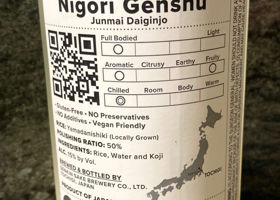 Nigori Genshu
Junmai Daiginjo
Full Bodied Light
Aromatic Citrusy Earthy Fruity
Chilled Room Body Warm
Gluten-Free • NO Preservatives
NO Additives • Vegan Friendly
RICE: Yamadanishiki (Locally Grown)
POLISHING RATIO: 50%
INGREDIENTS: Rice, Water and Koji
ALC. 15% by Vol.
BREWED & BOTTLED BY
SAKE BREWERY CO., LTD.
JAPAN
PRODUCT OF
TOCHIGI